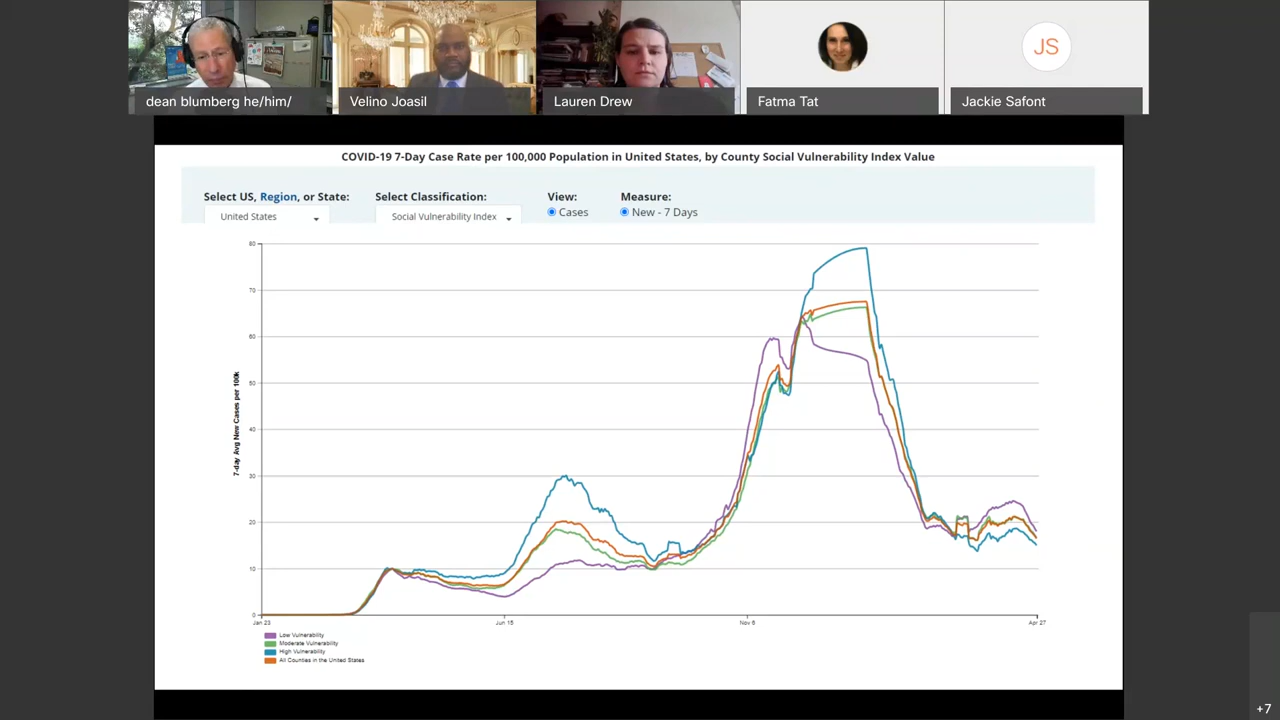 dean blumberg he/him/
Velino Joasil
Lauren Drew
Fatma Tat
JS
Jackie Safont
COVID-19 7-Day Case Rate per 100,000 Population in United States, by County Social Vulnerability Index Value
Select US, Region, or State:
Select Classification:
View:
Measure:
United States
Social Vulnerability Index
Cases
New - 7 Days
7-day Avg New Cases per 100k
80
70
60
50
40
30
20
10
0
Jan 23
Jun 15
Nov 6
Apr 27
Low Vulnerability
Moderate Vulnerability
High Vulnerability
All Counties in the United States
+7